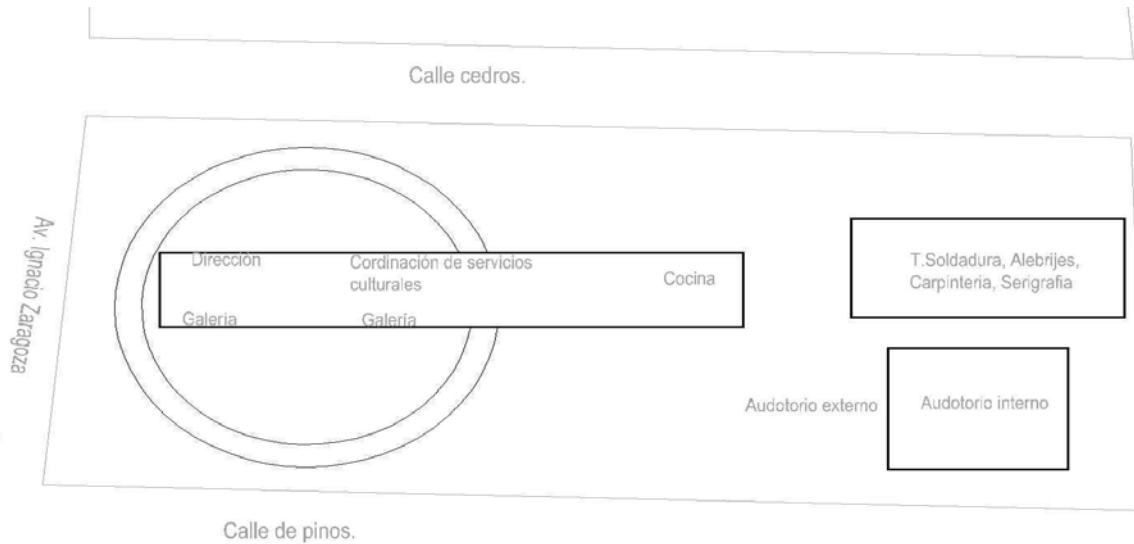 Calle cedros.
Av. Ignacio Zaragoza
Dirección
Cordinación de servicios
culturales
Cocina
Galería
Galería
T.Soldadura, Alebrijes,
Carpinteria, Serigrafia
Audotorio externo
Audotorio interno
Calle de pinos.